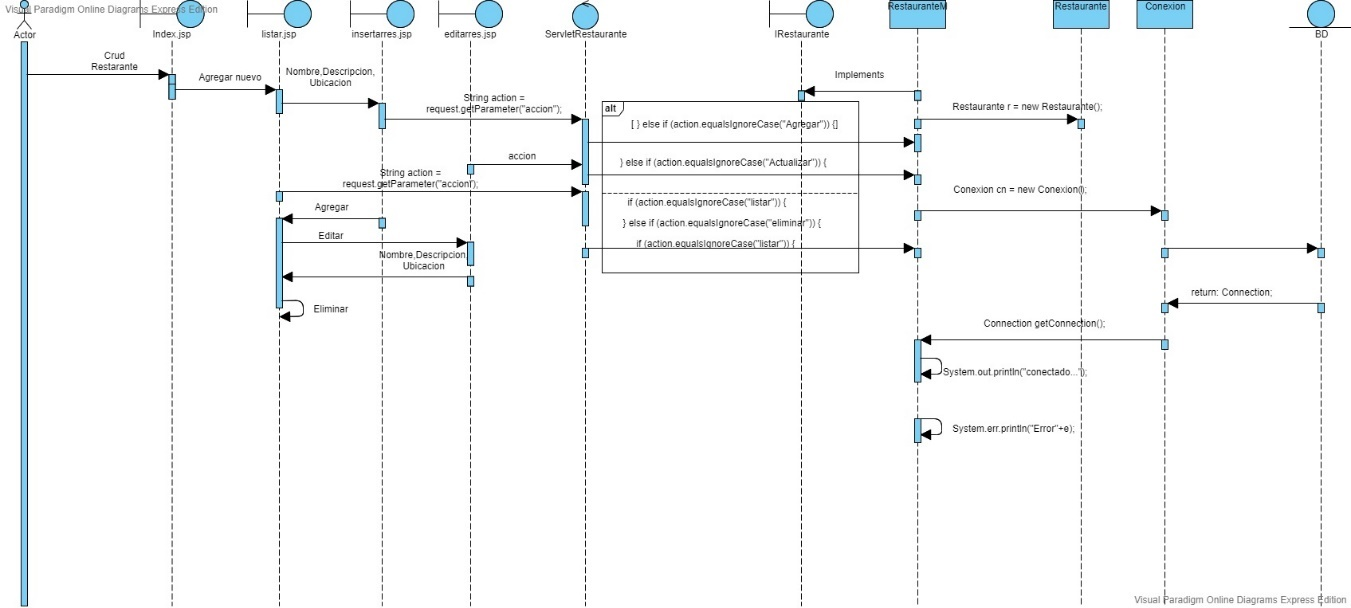 Visual Paradigm Online Diagrams Express Edition
Actor
Index.jsp
listar.jsp
insertarres.jsp
editarres.jsp
ServletRestaurante
IRestaurante
RestauranteM
Restaurante
Conexion
BD
Crud
Restarante
Agregar nuevo
Nombre,Descripcion,
Ubicacion
String action =
request.getParameter("accion");
Implements
Restaurante r = new Restaurante();
alt
[ } else if (action.equalsIgnoreCase("Agregar")) {]
accion
} else if (action.equalsIgnoreCase("Actualizar")) {
String action =
request.getParameter("accion");
Conexion cn = new Conexion();
if (action.equalsIgnoreCase("listar")) {
Agregar
} else if (action.equalsIgnoreCase("eliminar")) {
Editar
if (action.equalsIgnoreCase("listar")) {
Nombre,Descripcion,
Ubicacion
return: Connection;
Eliminar
Connection getConnection();
System.out.println("conectado...");
System.err.println("Error"+e);
Visual Paradigm Online Diagrams Express Edition